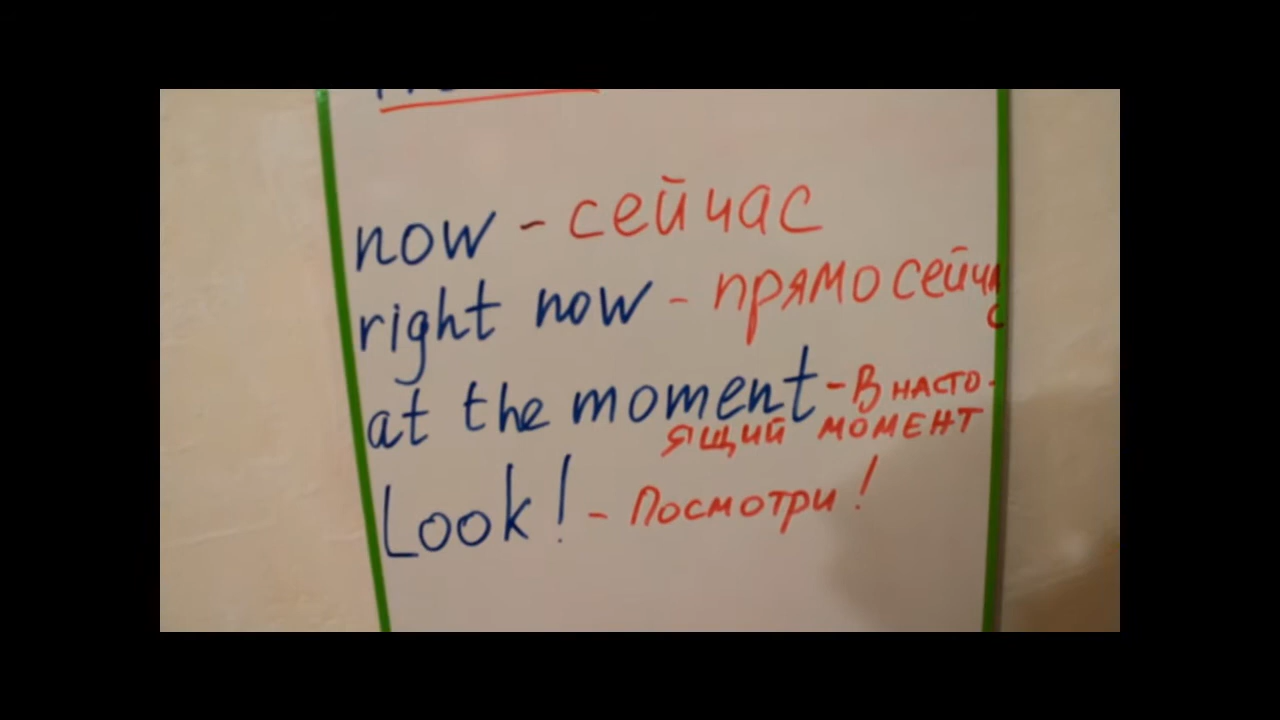 now - сейчас
right now - прямо сейча
с
at the moment - В насто-
ящий момент
Look! - Посмотри!